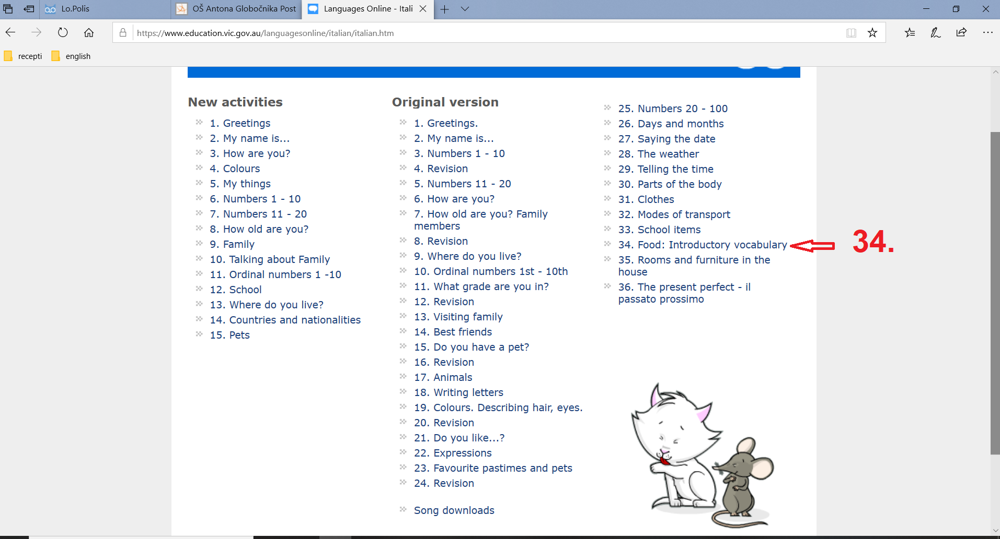 Lo.Polis
OŠ Antona Globočnika Post
Languages Online - Itali
https://www.education.vic.gov.au/languagesonline/italian/italian.htm
recepti
english
New activities
1. Greetings
2. My name is...
3. How are you?
4. Colours
5. My things
6. Numbers 1 - 10
7. Numbers 11 - 20
8. How old are you?
9. Family
10. Talking about Family
11. Ordinal numbers 1 -10
12. School
13. Where do you live?
14. Countries and nationalities
15. Pets
Original version
1. Greetings.
2. My name is...
3. Numbers 1 - 10
4. Revision
5. Numbers 11 - 20
6. How are you?
7. How old are you? Family
members
8. Revision
9. Where do you live?
10. Ordinal numbers 1st - 10th
11. What grade are you in?
12. Revision
13. Visiting family
14. Best friends
15. Do you have a pet?
16. Revision
17. Animals
18. Writing letters
19. Colours. Describing hair, eyes.
20. Revision
21. Do you like...?
22. Expressions
23. Favourite pastimes and pets
24. Revision
Song downloads
25. Numbers 20 - 100
26. Days and months
27. Saying the date
28. The weather
29. Telling the time
30. Parts of the body
31. Clothes
32. Modes of transport
33. School items
34. Food: Introductory vocabulary
35. Rooms and furniture in the
house
36. The present perfect - il
passato prossimo
34.